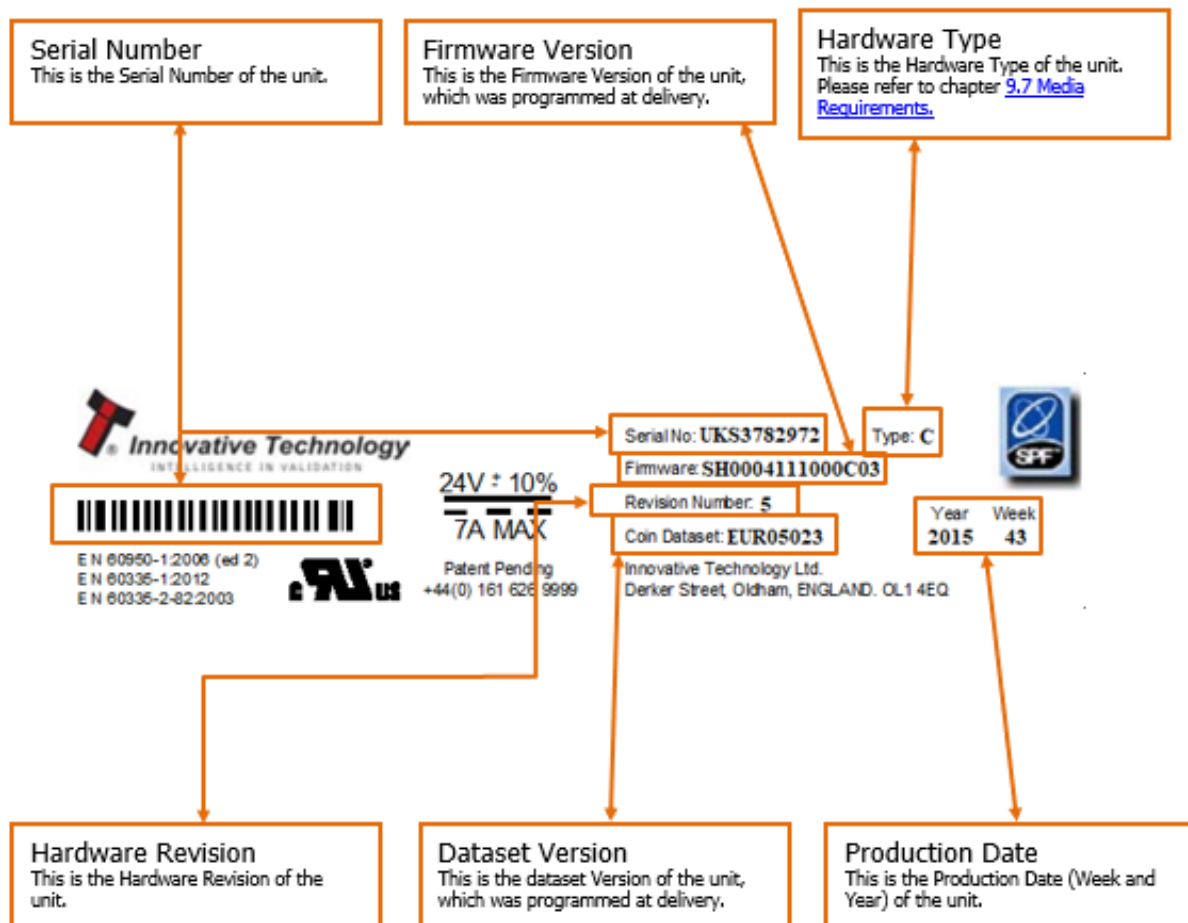 Serial Number
This is the Serial Number of the unit.
Firmware Version
This is the Firmware Version of the unit,
which was programmed at delivery.
Hardware Type
This is the Hardware Type of the unit.
Please refer to chapter 9.7 Media
Requirements.
Innovative Technology
INTELLIGENCE IN VALIDATION
EN 60950-1:2006 (ed 2)
EN 60335-1:2012
EN 60335-2-82:2003
c RU us
24V ± 10%
7A MAX
Patent Pending
+44(0) 161 626 9999
Serial No: UKS3782972
Type: C
Firmware: SH0004111000C03
Revision Number: 5
Coin Dataset: EUR05023
Innovative Technology Ltd.
Derker Street, Oldham, ENGLAND. OL1 4EQ
SPF
Year Week
2015 43
Hardware Revision
This is the Hardware Revision of the
unit.
Dataset Version
This is the dataset Version of the unit,
which was programmed at delivery.
Production Date
This is the Production Date (Week and
Year) of the unit.